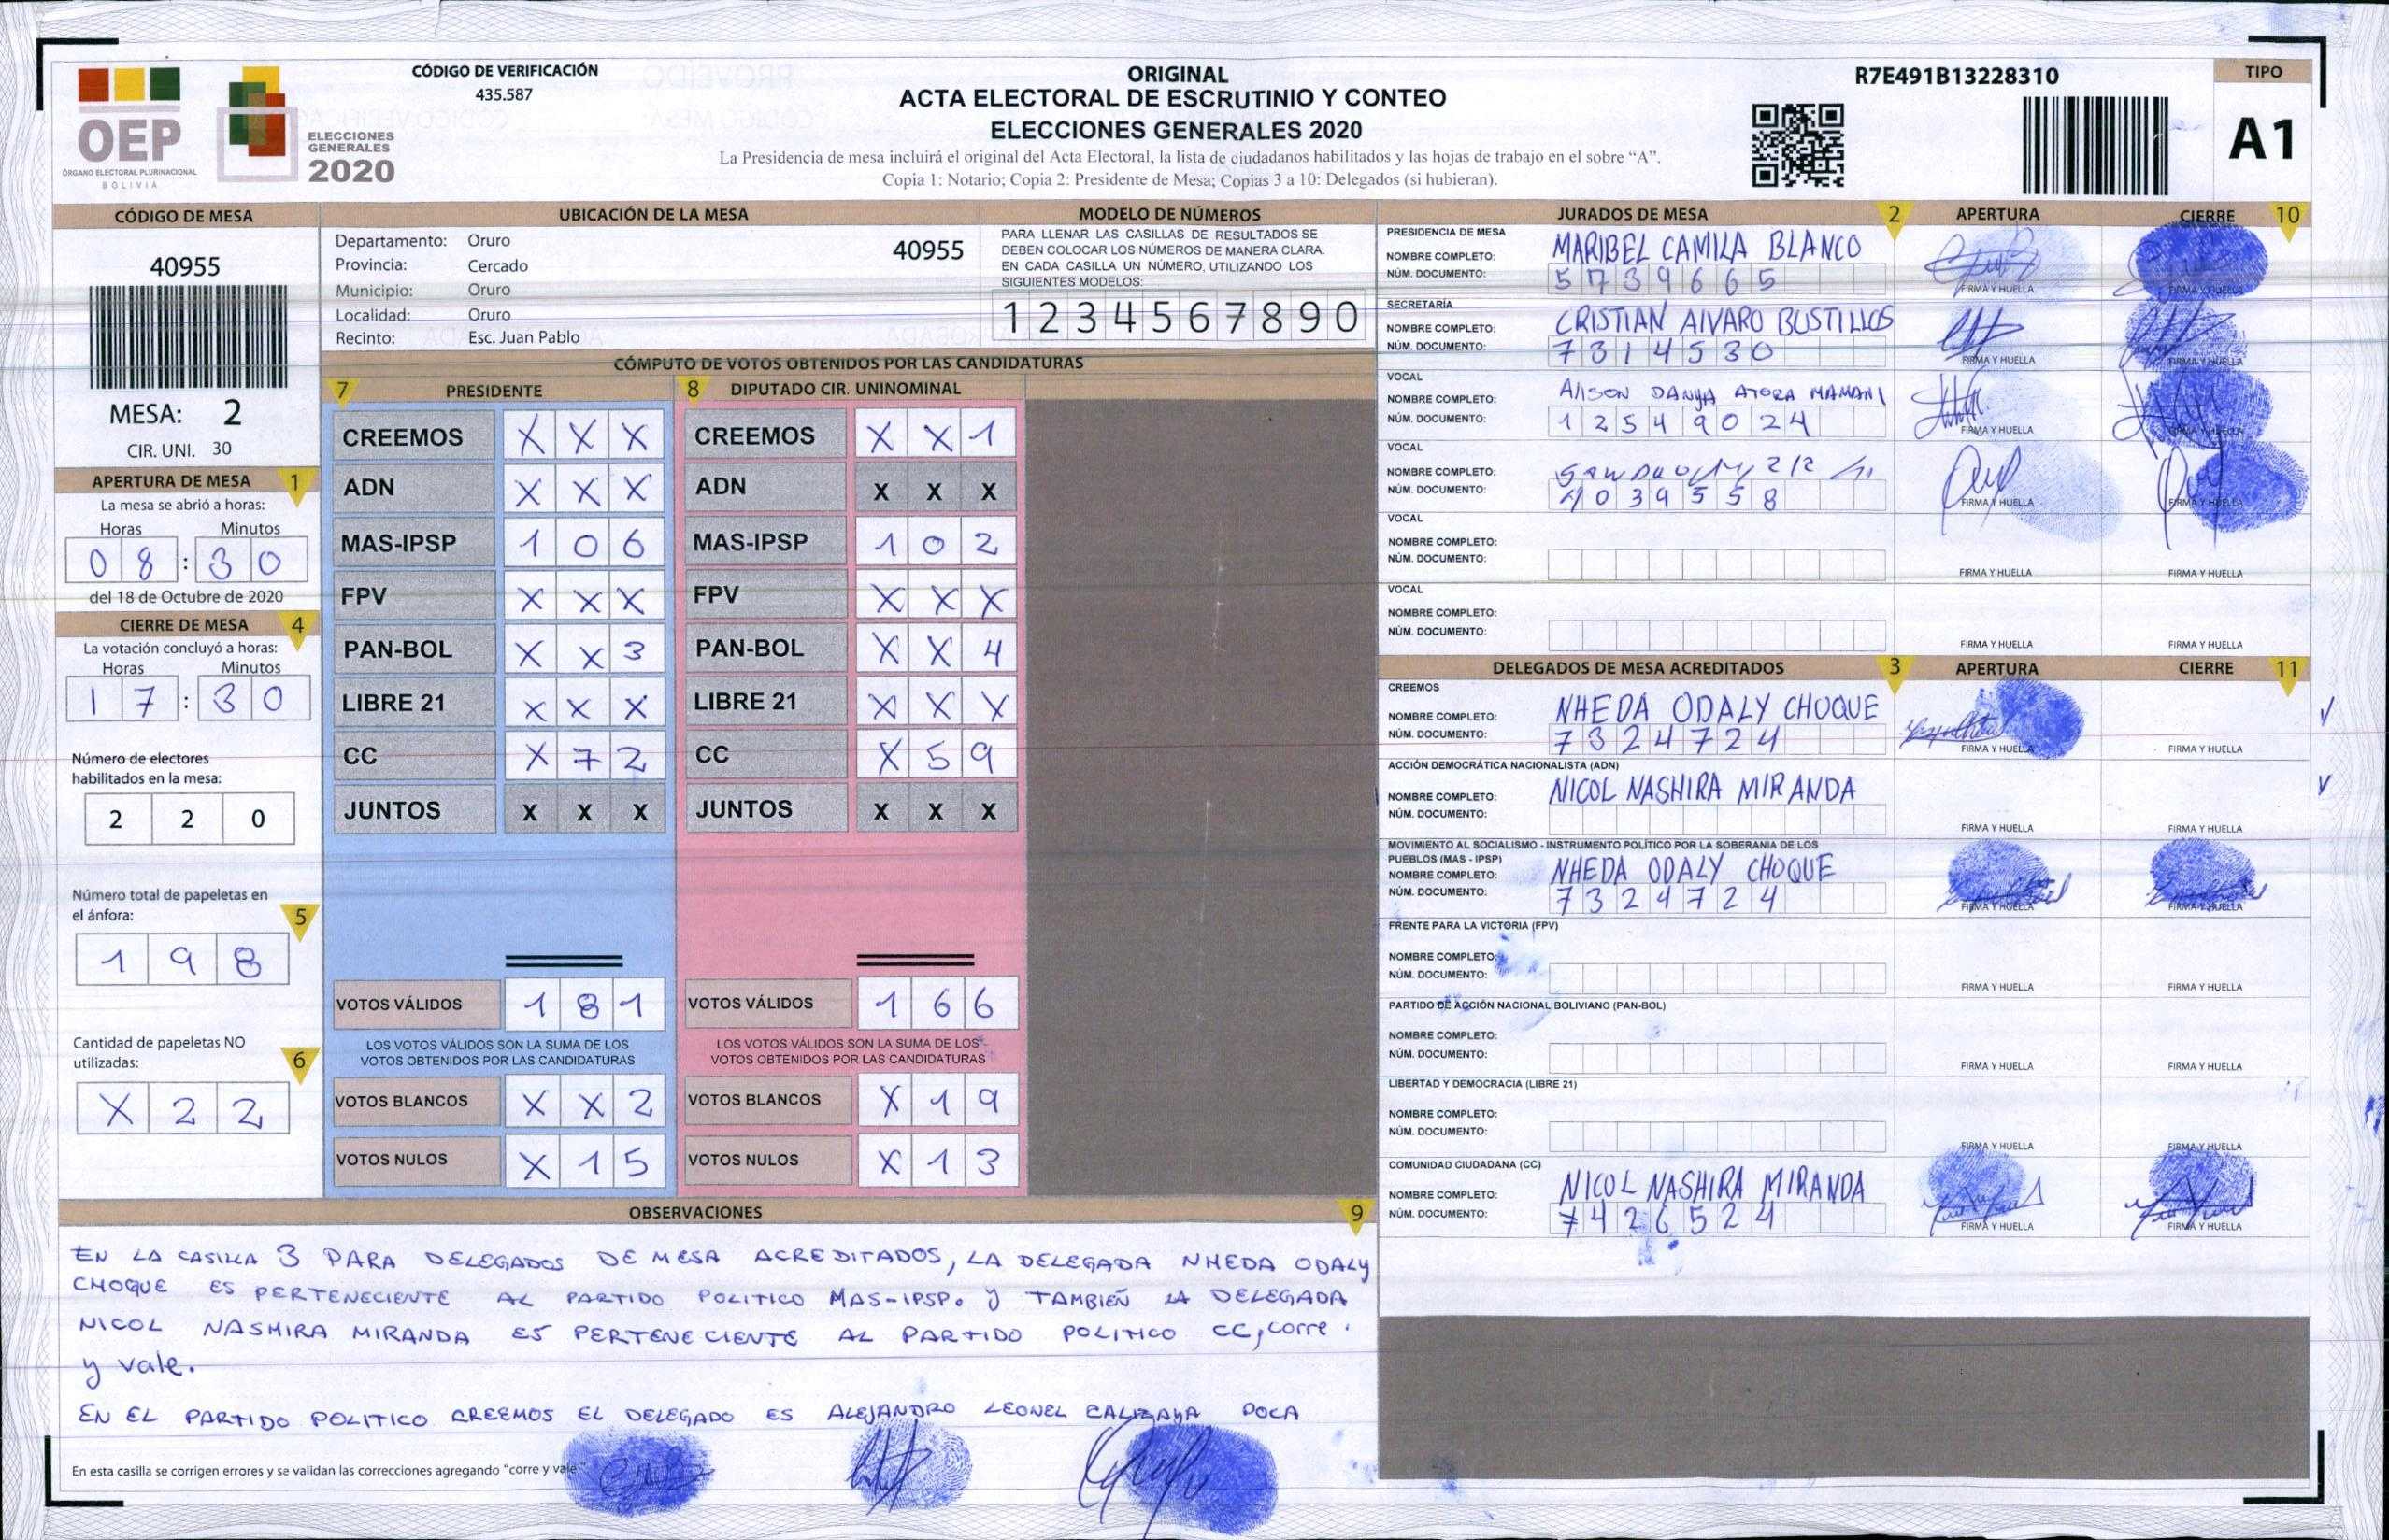 OEP
ÓRGANO ELECTORAL PLURINACIONAL
BOLIVIA
ELECCIONES
GENERALES
2020
CÓDIGO DE VERIFICACIÓN
435.587
ORIGINAL
ACTA ELECTORAL DE ESCRUTINIO Y CONTEO
ELECCIONES GENERALES 2020
La Presidencia de mesa incluirá el original del Acta Electoral, la lista de ciudadanos habilitados y las hojas de trabajo en el sobre “A”.
Copia 1: Notario; Copia 2: Presidente de Mesa; Copias 3 a 10: Delegados (si hubieran).
R7E491B13228310
TIPO
A1
CÓDIGO DE MESA
40955
MESA: 2
CIR. UNI. 30
APERTURA DE MESA 1
La mesa se abrió a horas:
Horas Minutos
0 8 : 3 0
del 18 de Octubre de 2020
CIERRE DE MESA 4
La votación concluyó a horas:
Horas Minutos
1 7 : 3 0
Número de electores
habilitados en la mesa:
2 2 0
Número total de papeletas en
el ánfora: 5
1 9 8
Cantidad de papeletas NO
utilizadas: 6
X 2 2
UBICACIÓN DE LA MESA
Departamento: Oruro
Provincia: Cercado
Municipio: Oruro
Localidad: Oruro
Recinto: Esc. Juan Pablo
40955
MODELO DE NÚMEROS
PARA LLENAR LAS CASILLAS DE RESULTADOS SE
DEBEN COLOCAR LOS NÚMEROS DE MANERA CLARA.
EN CADA CASILLA UN NÚMERO, UTILIZANDO LOS
SIGUIENTES MODELOS:
1 2 3 4 5 6 7 8 9 0
CÓMPUTO DE VOTOS OBTENIDOS POR LAS CANDIDATURAS
7 PRESIDENTE
CREEMOS X X X
ADN X X X
MAS-IPSP 1 0 6
FPV X X X
PAN-BOL X X 3
LIBRE 21 X X X
CC X 7 2
JUNTOS X X X
VOTOS VÁLIDOS 1 8 1
LOS VOTOS VÁLIDOS SON LA SUMA DE LOS
VOTOS OBTENIDOS POR LAS CANDIDATURAS
VOTOS BLANCOS X X 2
VOTOS NULOS X 1 5
8 DIPUTADO CIR. UNINOMINAL
CREEMOS X X 1
ADN X X X
MAS-IPSP 1 0 2
FPV X X X
PAN-BOL X X 4
LIBRE 21 X X X
CC X 5 9
JUNTOS X X X
VOTOS VÁLIDOS 1 6 6
LOS VOTOS VÁLIDOS SON LA SUMA DE LOS
VOTOS OBTENIDOS POR LAS CANDIDATURAS
VOTOS BLANCOS X 1 9
VOTOS NULOS X 1 3
OBSERVACIONES 9
EN LA CASILLA 3 PARA DELEGADOS DE MESA ACREDITADOS, LA DELEGADA NHEDA ODALY
CHOQUE ES PERTENECIENTE AL PARTIDO POLITICO MAS-IPSP. Y TAMBIEN LA DELEGADA
NICOL NASHIRA MIRANDA ES PERTENECIENTE AL PARTIDO POLITICO CC, corre
y vale.
EN EL PARTIDO POLITICO CREEMOS EL DELEGADO ES ALEJANDRO LEONEL CALIZAYA POCA
En esta casilla se corrigen errores y se validan las correcciones agregando “corre y vale”
JURADOS DE MESA 2 APERTURA CIERRE 10
PRESIDENCIA DE MESA
NOMBRE COMPLETO: MARIBEL CAMILA BLANCO
NÚM. DOCUMENTO: 5 7 3 9 6 6 5
FIRMA Y HUELLA FIRMA Y HUELLA
SECRETARÍA
NOMBRE COMPLETO: CRISTIAN AIVARO BUSTILLOS
NÚM. DOCUMENTO: 7 3 1 4 5 3 0
FIRMA Y HUELLA FIRMA Y HUELLA
VOCAL
NOMBRE COMPLETO: AliSON DANYA MAMANI
NÚM. DOCUMENTO: 1 2 5 4 9 0 2 4
FIRMA Y HUELLA FIRMA Y HUELLA
VOCAL
NOMBRE COMPLETO:
NÚM. DOCUMENTO: 4 0 3 9 5 5 8
FIRMA Y HUELLA FIRMA Y HUELLA
VOCAL
NOMBRE COMPLETO:
NÚM. DOCUMENTO:
FIRMA Y HUELLA FIRMA Y HUELLA
VOCAL
NOMBRE COMPLETO:
NÚM. DOCUMENTO:
FIRMA Y HUELLA FIRMA Y HUELLA
DELEGADOS DE MESA ACREDITADOS 3 APERTURA CIERRE 11
CREEMOS
NOMBRE COMPLETO: NHEDA ODALY CHOQUE
NÚM. DOCUMENTO: 7 3 2 4 7 2 4
FIRMA Y HUELLA FIRMA Y HUELLA
ACCIÓN DEMOCRÁTICA NACIONALISTA (ADN)
NOMBRE COMPLETO: NICOL NASHIRA MIRANDA
NÚM. DOCUMENTO:
FIRMA Y HUELLA FIRMA Y HUELLA
MOVIMIENTO AL SOCIALISMO - INSTRUMENTO POLÍTICO POR LA SOBERANIA DE LOS
PUEBLOS (MAS - IPSP)
NOMBRE COMPLETO: NHEDA ODALY CHOQUE
NÚM. DOCUMENTO: 7 3 2 4 7 2 4
FIRMA Y HUELLA FIRMA Y HUELLA
FRENTE PARA LA VICTORIA (FPV)
NOMBRE COMPLETO:
NÚM. DOCUMENTO:
FIRMA Y HUELLA FIRMA Y HUELLA
PARTIDO DE ACCIÓN NACIONAL BOLIVIANO (PAN-BOL)
NOMBRE COMPLETO:
NÚM. DOCUMENTO:
FIRMA Y HUELLA FIRMA Y HUELLA
LIBERTAD Y DEMOCRACIA (LIBRE 21)
NOMBRE COMPLETO:
NÚM. DOCUMENTO:
FIRMA Y HUELLA FIRMA Y HUELLA
COMUNIDAD CIUDADANA (CC)
NOMBRE COMPLETO: NICOL NASHIRA MIRANDA
NÚM. DOCUMENTO: 7 4 2 6 5 2 4
FIRMA Y HUELLA FIRMA Y HUELLA